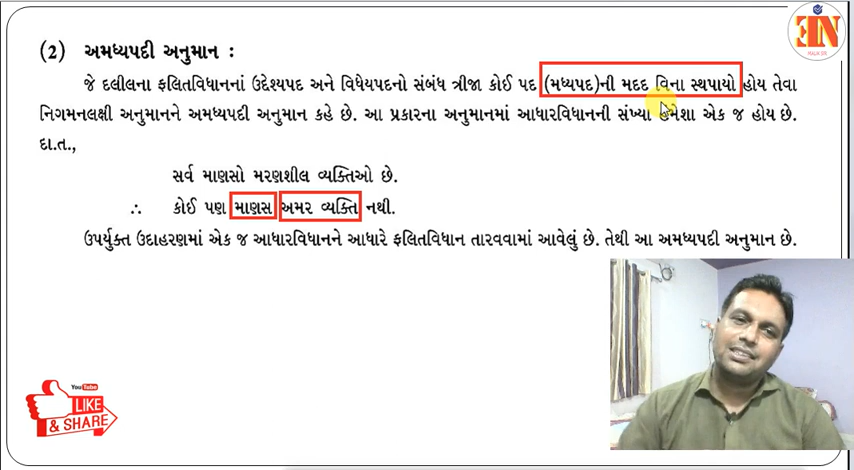 (2) અમધ્યપદી અનુમાન :
જે દલીલના ફલિતવિધાનનાં ઉદ્દેશ્યપદ અને વિધેયપદનો સંબંધ ત્રીજા કોઈ પદ (મધ્યપદ)ની મદદ વિના સ્થપાયો હોય તેવા
નિગમનલક્ષી અનુમાનને અમધ્યપદી અનુમાન કહે છે. આ પ્રકારના અનુમાનમાં આધારવિધાનની સંખ્યા હંમેશા એક જ હોય છે.
દા.ત.,
સર્વ માણસો મરણશીલ વ્યક્તિઓ છે.
∴ કોઈ પણ માણસ અમર વ્યક્તિ નથી.
ઉપર્યુક્ત ઉદાહરણમાં એક જ આધારવિધાનને આધારે ફલિતવિધાન તારવવામાં આવેલું છે. તેથી આ અમધ્યપદી અનુમાન છે.
YouTube
LIKE
& SHARE